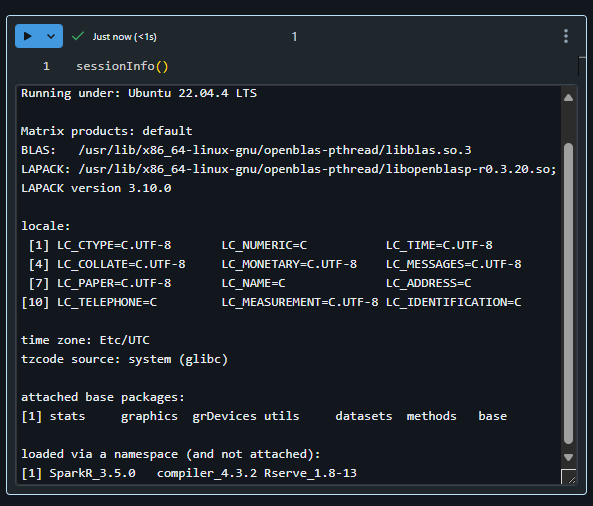 Just now (<1s)
1
1 sessionInfo()
Running under: Ubuntu 22.04.4 LTS
Matrix products: default
BLAS:   /usr/lib/x86_64-linux-gnu/openblas-pthread/libblas.so.3
LAPACK: /usr/lib/x86_64-linux-gnu/openblas-pthread/libopenblasp-r0.3.20.so;
LAPACK version 3.10.0
locale:
 [1] LC_CTYPE=C.UTF-8       LC_NUMERIC=C           LC_TIME=C.UTF-8
 [4] LC_COLLATE=C.UTF-8     LC_MONETARY=C.UTF-8    LC_MESSAGES=C.UTF-8
 [7] LC_PAPER=C.UTF-8       LC_NAME=C              LC_ADDRESS=C
[10] LC_TELEPHONE=C         LC_MEASUREMENT=C.UTF-8 LC_IDENTIFICATION=C
time zone: Etc/UTC
tzcode source: system (glibc)
attached base packages:
[1] stats     graphics  grDevices utils     datasets  methods   base
loaded via a namespace (and not attached):
[1] SparkR_3.5.0   compiler_4.3.2 Rserve_1.8-13